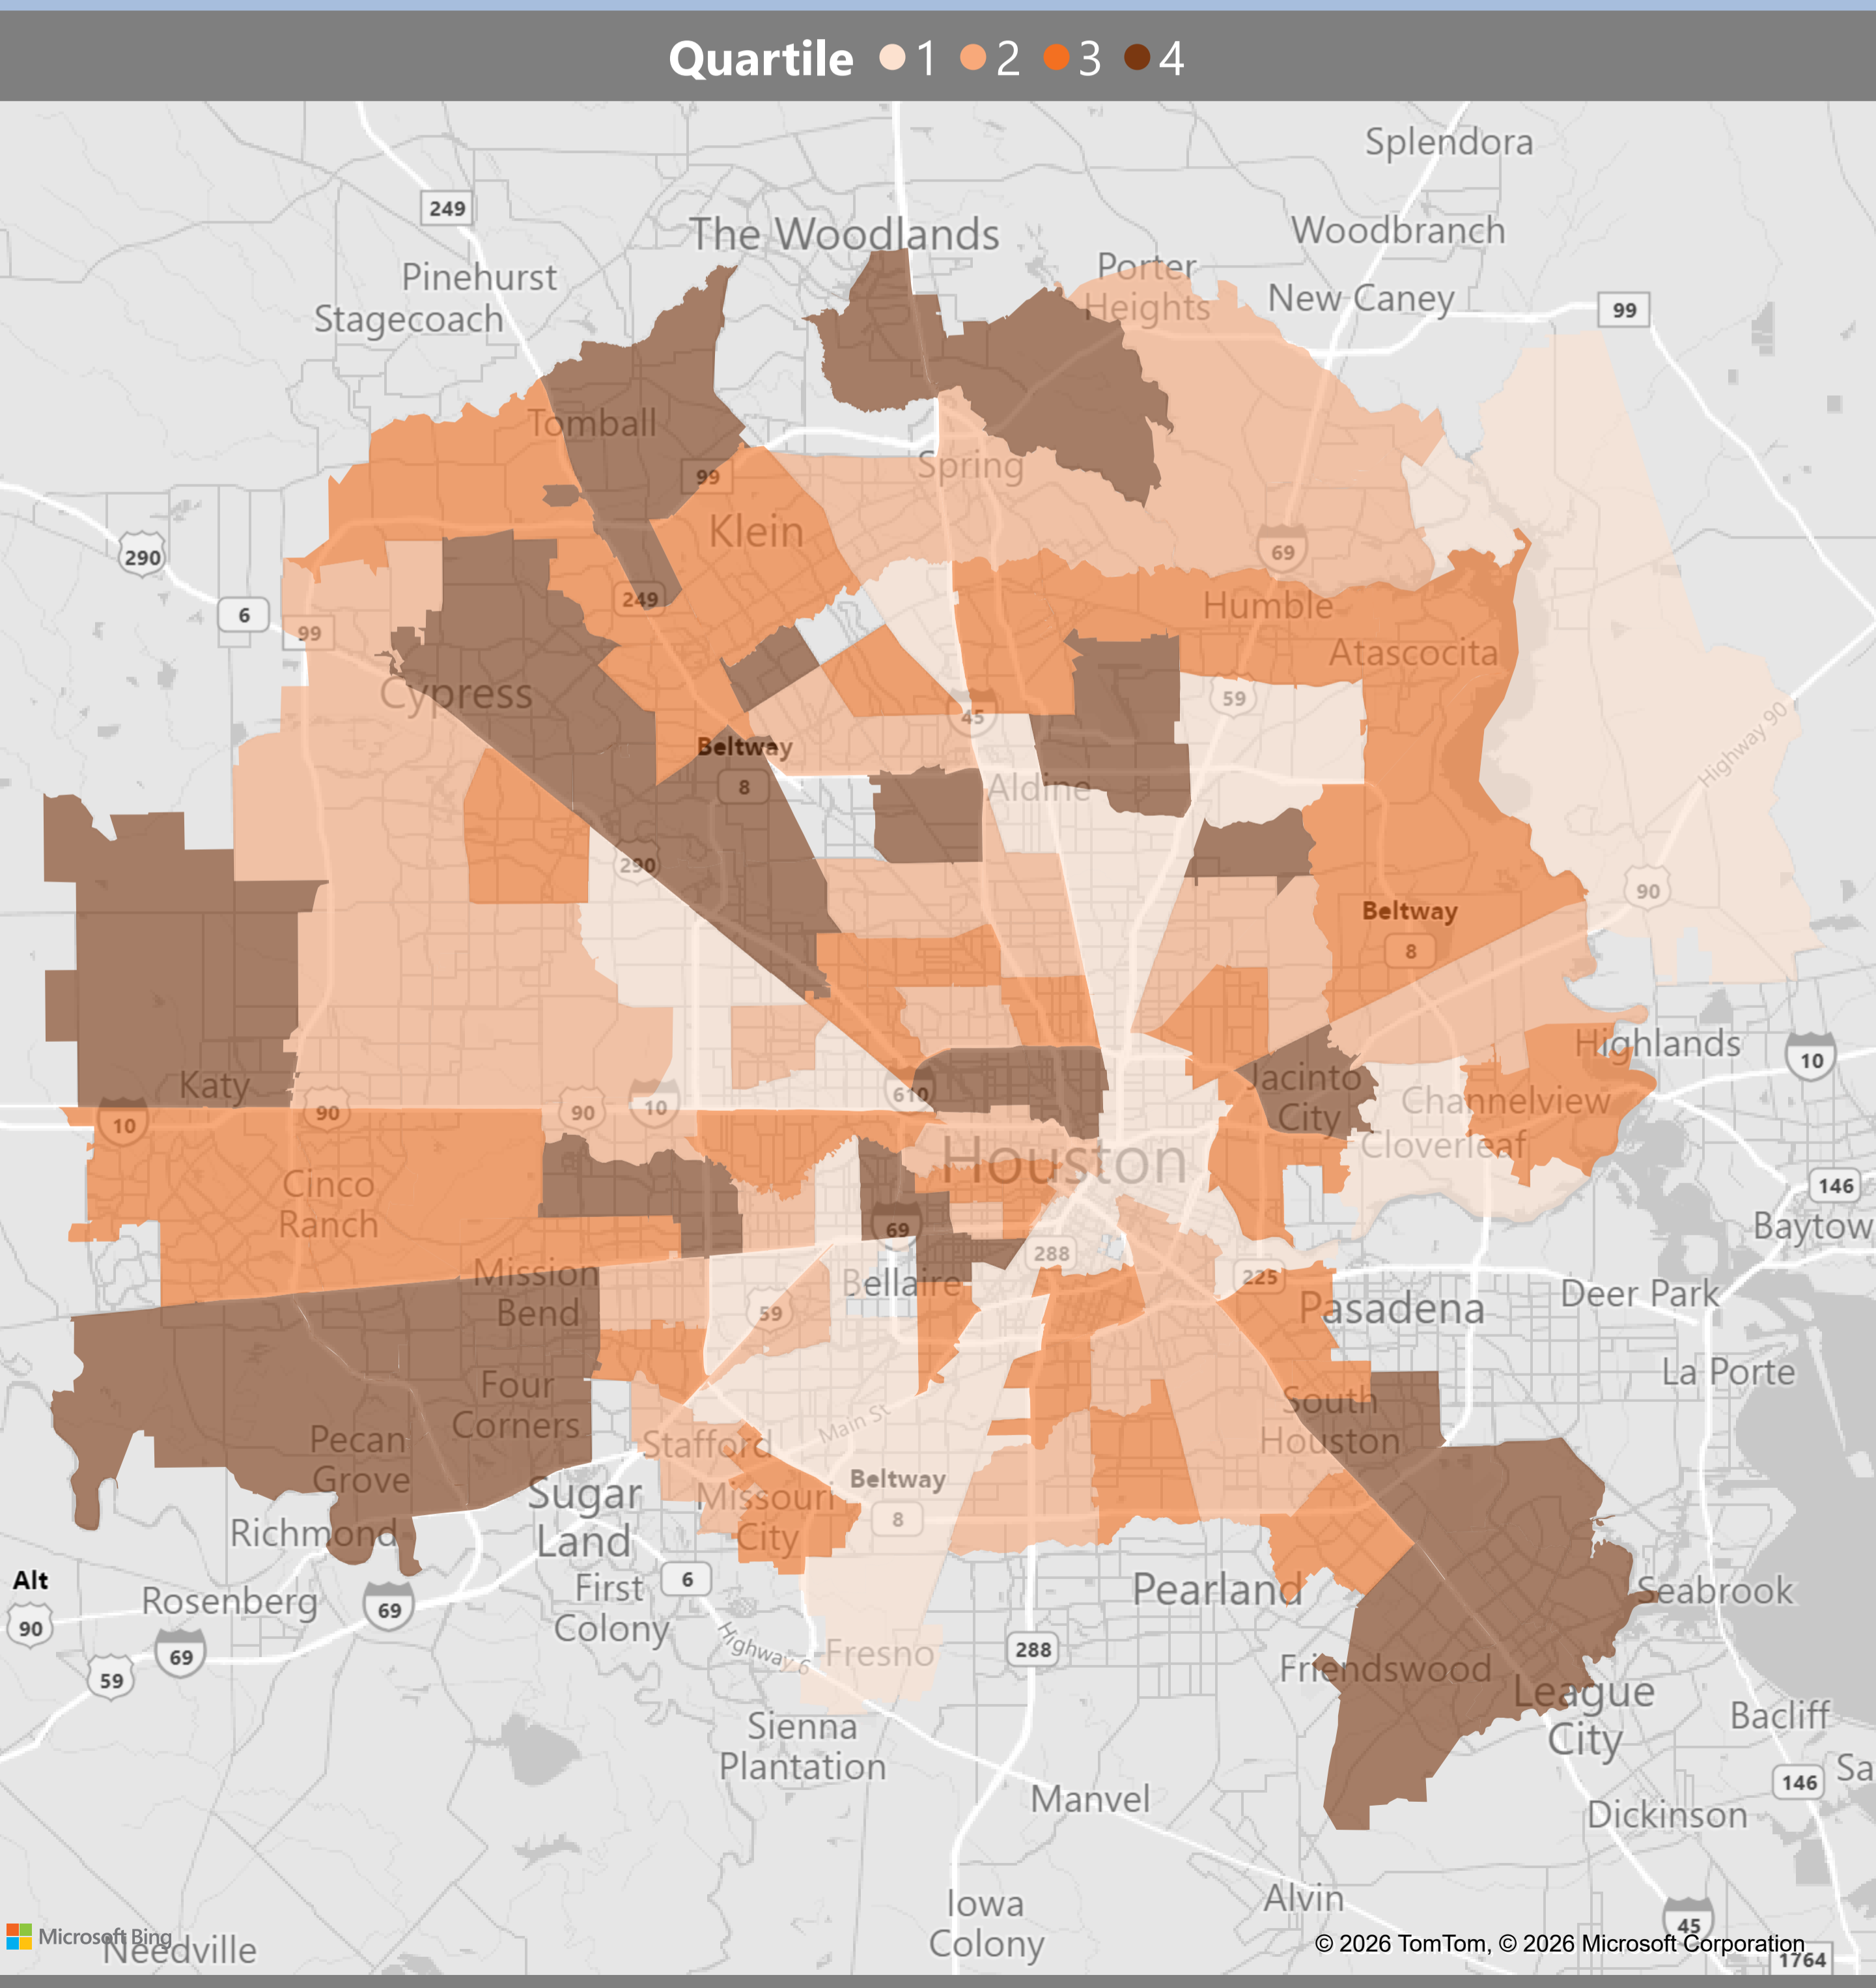 Quartile 1 2 3 4
Splendora
249
The Woodlands
Woodbranch
Pinehurst
Porter
Heights
New Caney
Stagecoach
99
Tomball
Spring
99
Klein
290
69
249
6
99
Humble
Atascocita
Cypress
59
45
Highway 90
Beltway
8
Aldine
290
90
Beltway
8
Highlands
10
Katy
Jacinto
City
610
10
90
90
10
Channelview
Houston
Cloverleaf
Cinco
Ranch
146
Baytow
69
288
Mission
Bend
Bellaire
225
59
Pasadena
Deer Park
La Porte
Four
Corners
South
Houston
Main St
Pecan
Grove
Stafford
Beltway
8
Missouri
City
Sugar
Land
Richmond
Alt
90
Rosenberg
69
6
First
Colony
Pearland
Seabrook
69
59
Highway 6
Fresno
288
Friendswood
League
City
Sienna
Plantation
Bacliff
Manvel
146
Sa
Dickinson
Iowa
Colony
Alvin
45
Microsoft Bing
Needville
© 2026 TomTom, © 2026 Microsoft Corporation
1764